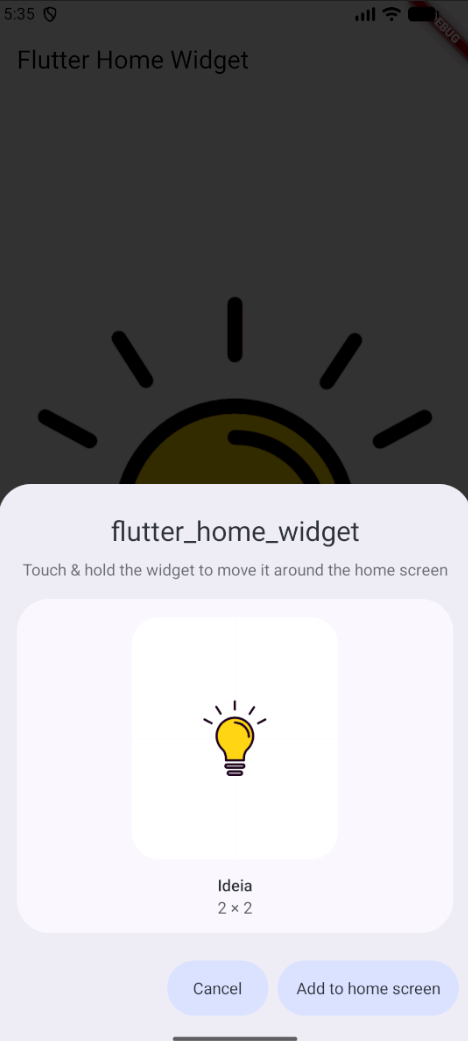 5:35
DEBUG
Flutter Home Widget
flutter_home_widget
Touch & hold the widget to move it around the home screen
Ideia
2 × 2
Cancel
Add to home screen